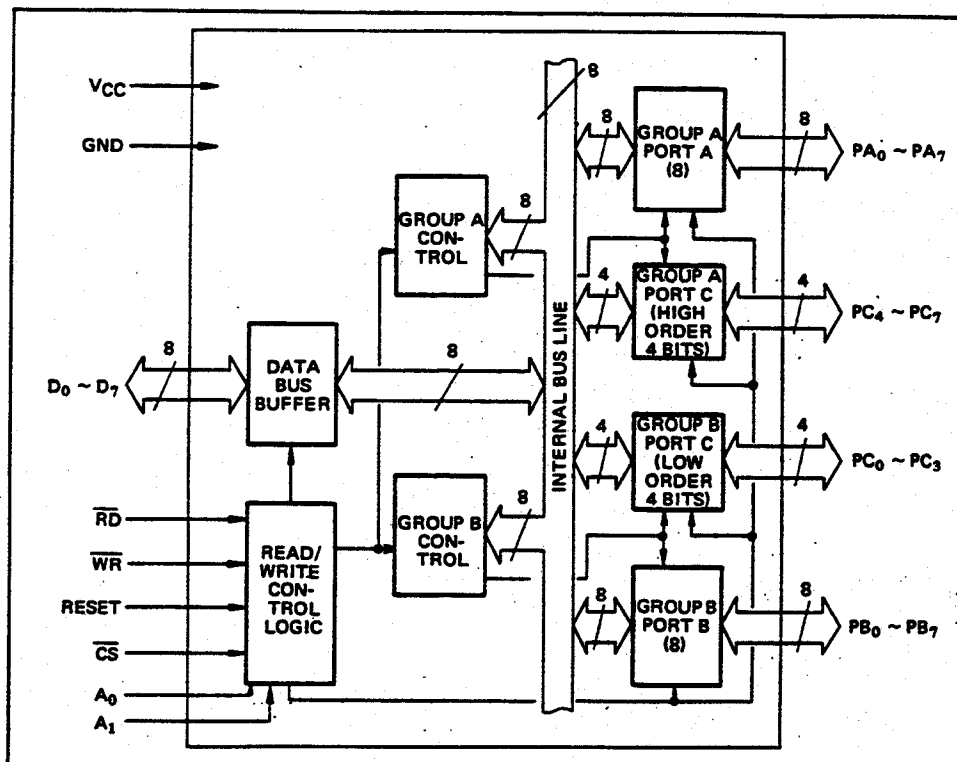 VCC
GND
8
GROUP A
PORT A
(8)
8
8
PA0 ~ PA7
GROUP A
CON-
TROL
8
GROUP A
PORT C
(HIGH
ORDER
4 BITS)
4
4
PC4 ~ PC7
D0 ~ D7
8
DATA
BUS
BUFFER
8
INTERNAL BUS LINE
GROUP B
PORT C
(LOW
ORDER
4 BITS)
4
4
PC0 ~ PC3
RD
WR
RESET
CS
A0
A1
READ/
WRITE
CON-
TROL
LOGIC
GROUP B
CON-
TROL
8
8
GROUP B
PORT B
(8)
8
PB0 ~ PB7